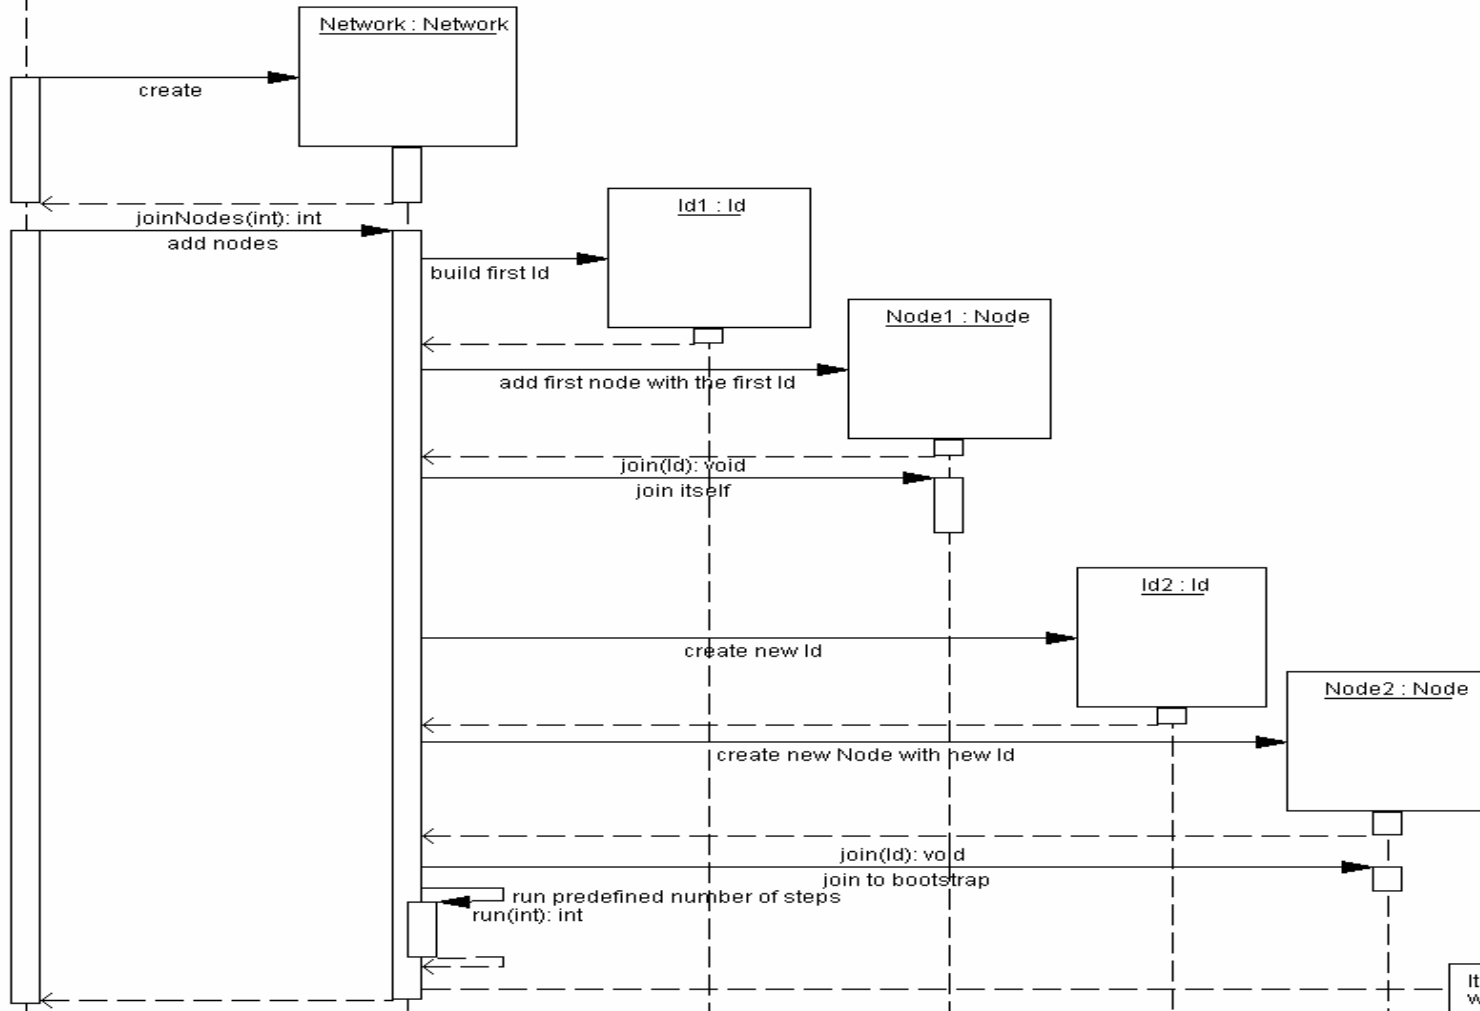 Network : Network
create
joinNodes(int): int
add nodes
Id1 : Id
build first Id
Node1 : Node
add first node with the first Id
join(Id): void
join itself
Id2 : Id
create new Id
Node2 : Node
create new Node with new Id
join(Id): void
join to bootstrap
run predefined number of steps
run(int): int
It
w